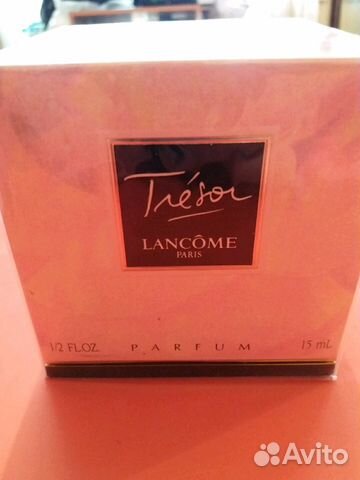 Trésor
LANCÔME
PARIS
1/2 FL.OZ. PARFUM 15 mL
Avito